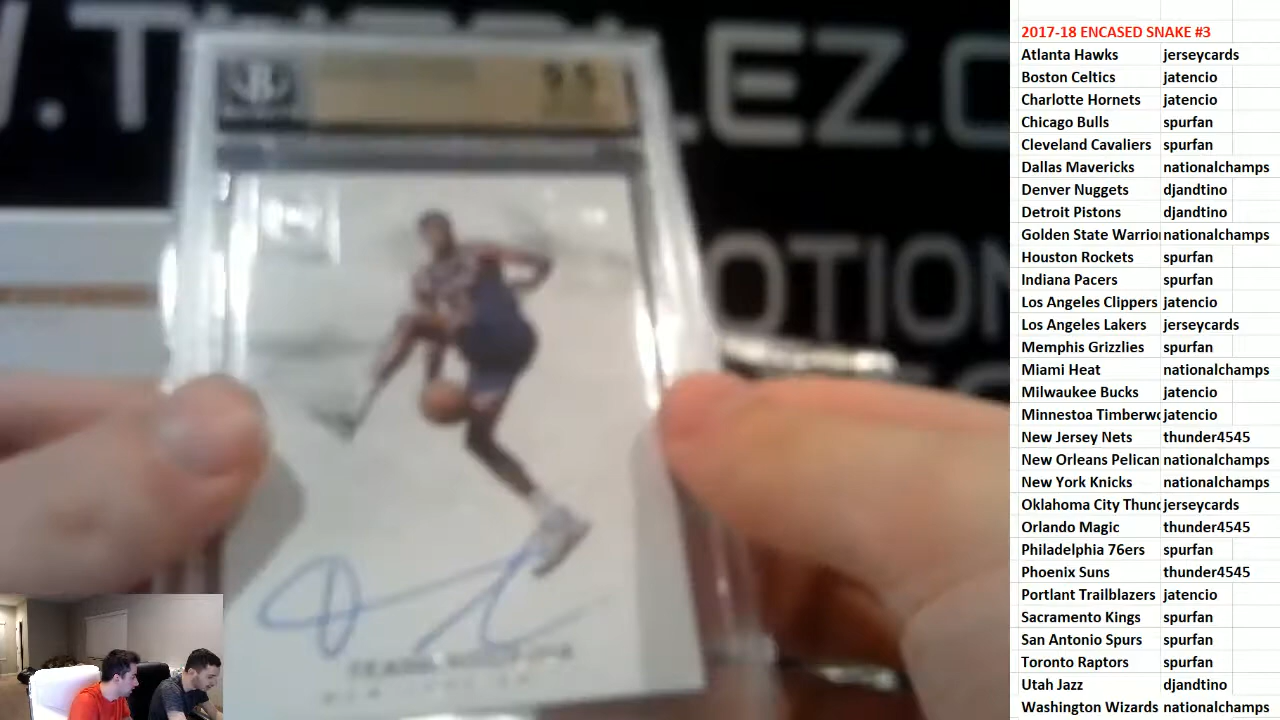 2017-18 ENCASED SNAKE #3
Atlanta Hawks jerseycards
Boston Celtics jatencio
Charlotte Hornets jatencio
Chicago Bulls spurfan
Cleveland Cavaliers spurfan
Dallas Mavericks nationalchamps
Denver Nuggets djandtino
Detroit Pistons djandtino
Golden State Warrior nationalchamps
Houston Rockets spurfan
Indiana Pacers spurfan
Los Angeles Clippers jatencio
Los Angeles Lakers jerseycards
Memphis Grizzlies spurfan
Miami Heat nationalchamps
Milwaukee Bucks jatencio
Minnestoa Timberwo jatencio
New Jersey Nets thunder4545
New Orleans Pelican nationalchamps
New York Knicks nationalchamps
Oklahoma City Thund jerseycards
Orlando Magic thunder4545
Philadelphia 76ers spurfan
Phoenix Suns thunder4545
Portlant Trailblazers jatencio
Sacramento Kings spurfan
San Antonio Spurs spurfan
Toronto Raptors spurfan
Utah Jazz djandtino
Washington Wizards nationalchamps
9.5